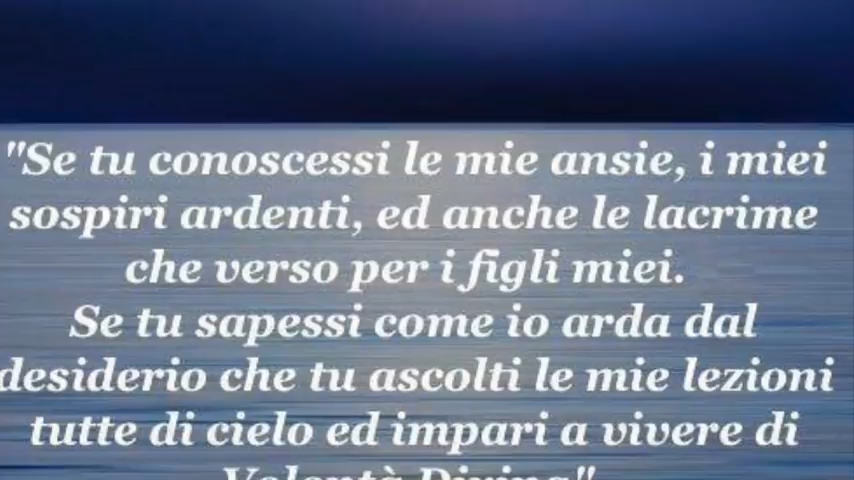 "Se tu conoscessi le mie ansie, i miei
sospiri ardenti, ed anche le lacrime
che verso per i figli miei.
Se tu sapessi come io arda dal
desiderio che tu ascolti le mie lezioni
tutte di cielo ed impari a vivere di
Volontà Divina"